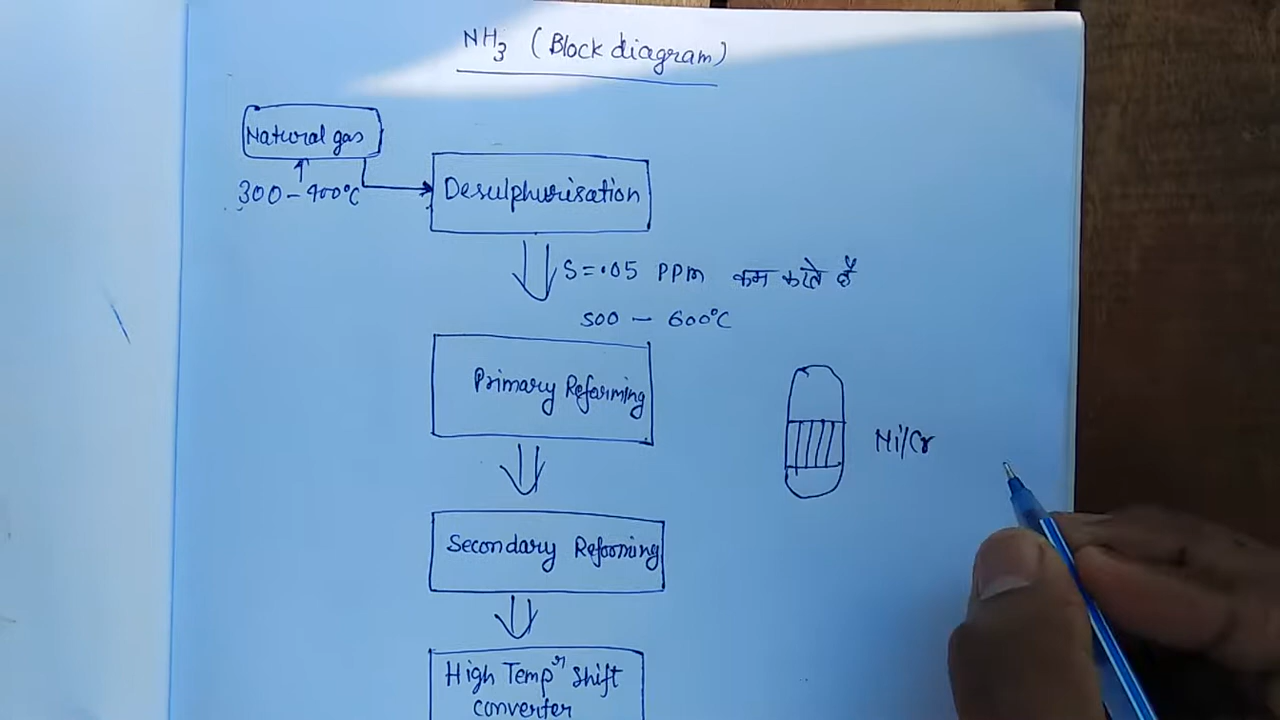 NH3 (Block diagram)
Natural gas
300-400°C
Desulphurisation
S=.05 PPm कम करते हैं
500 - 600°C
Primary Reforming
Ni/Cr
Secondary Reforming
High Temp^r Shift
converter